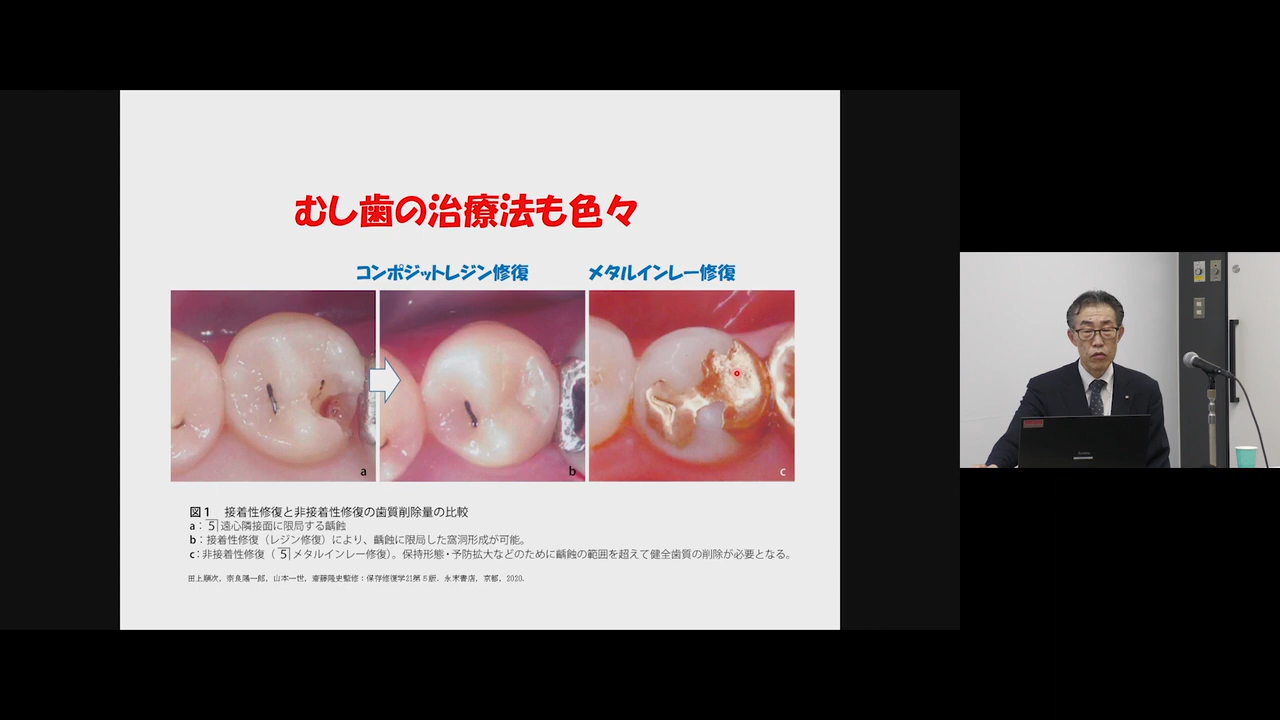 むし歯の治療法も色々
コンポジットレジン修復
メタルインレー修復
a
b
c
図1 接着性修復と非接着性修復の歯質削除量の比較
a：5｜遠心隣接面に限局する齲蝕
b：接着性修復（レジン修復）により、齲蝕に限局した窩洞形成が可能。
c：非接着性修復（5｜メタルインレー修復）。保持形態・予防拡大などのために齲蝕の範囲を超えて健全歯質の削除が必要となる。
田上順次，奈良陽一郎，山本一世，斎藤隆史監修：保存修復学21第5版．永末書店，京都，2020．